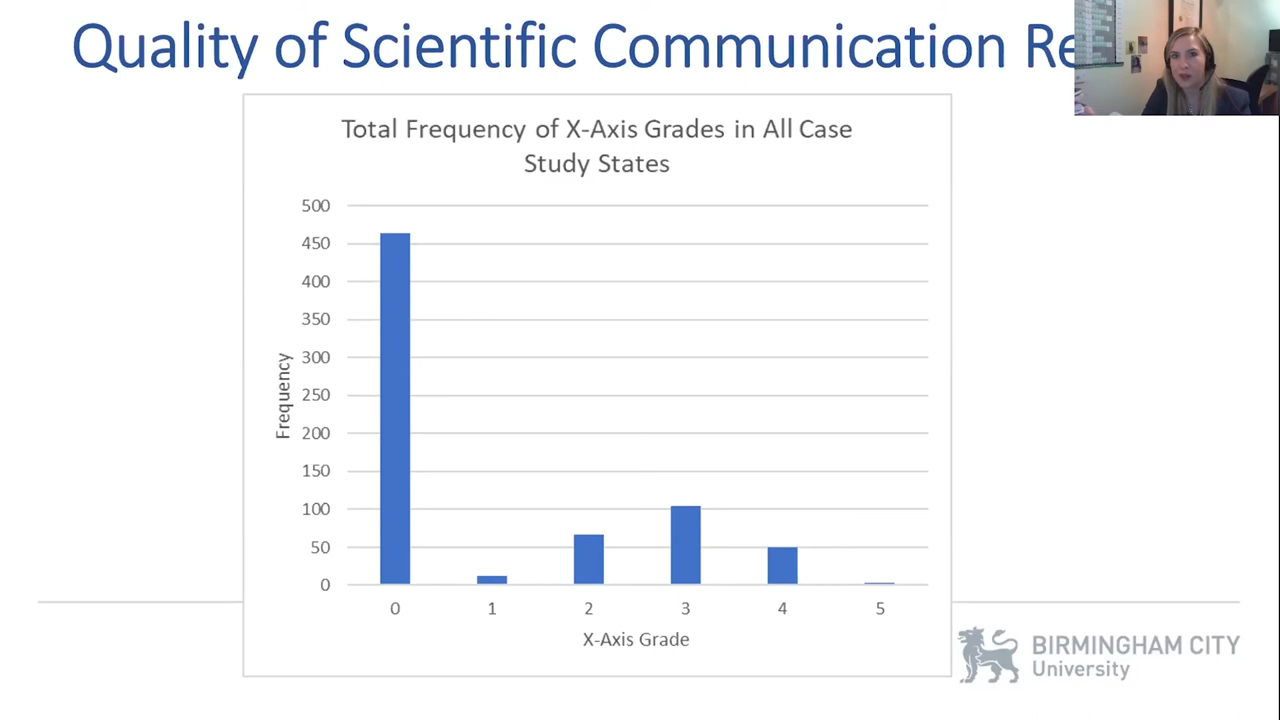 Quality of Scientific Communication Re
Total Frequency of X-Axis Grades in All Case
Study States
500
450
400
350
300
250
200
150
100
50
0
Frequency
0 1 2 3 4 5
X-Axis Grade
BIRMINGHAM CITY
University